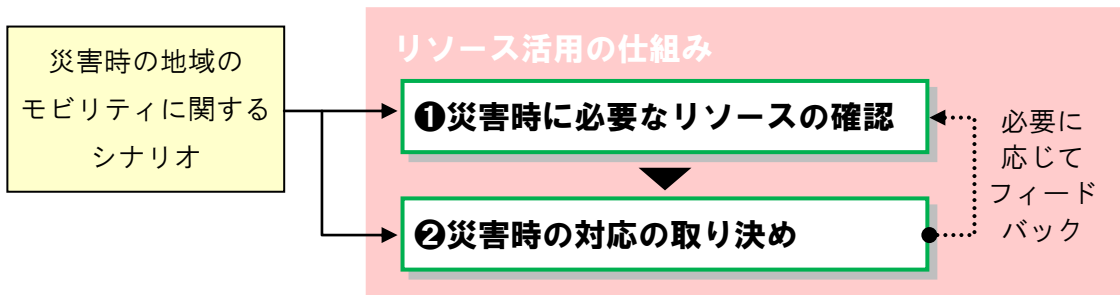 災害時の地域の
モビリティに関する
シナリオ
リソース活用の仕組み
❶災害時に必要なリソースの確認
❷災害時の対応の取り決め
必要に
応じて
フィード
バック